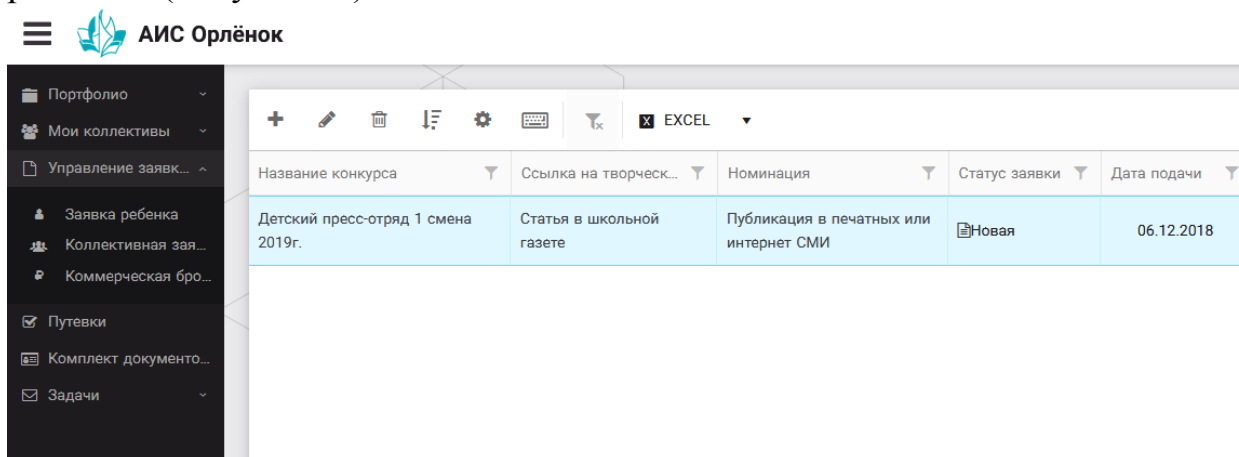 АИС Орлёнок
Портфолио
Мои коллективы
Управление заявк...
Заявка ребенка
Коллективная зая...
Коммерческая бро...
Путевки
Комплект документо...
Задачи
EXCEL
Название конкурса Ссылка на творческ... Номинация Статус заявки Дата подачи
Детский пресс-отряд 1 смена Статья в школьной Публикация в печатных или
2019г. газете интернет СМИ Новая 06.12.2018